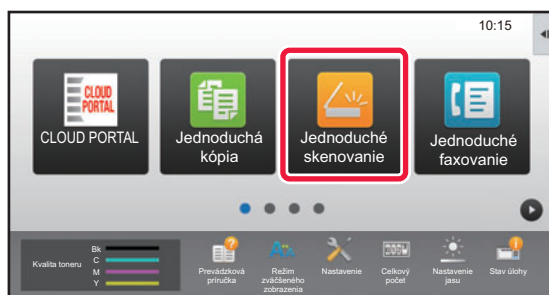 10:15
CLOUD
PORTAL
CLOUD PORTAL
Jednoduchá
kópia
Jednoduché
skenovanie
Jednoduché
faxovanie
Kvalita toneru
Bk
C
M
Y
Prevádzková
príručka
Režim
zväčšeného
zobrazenia
Nastavenie
Celkový
počet
Nastavenie
jasu
Stav úlohy